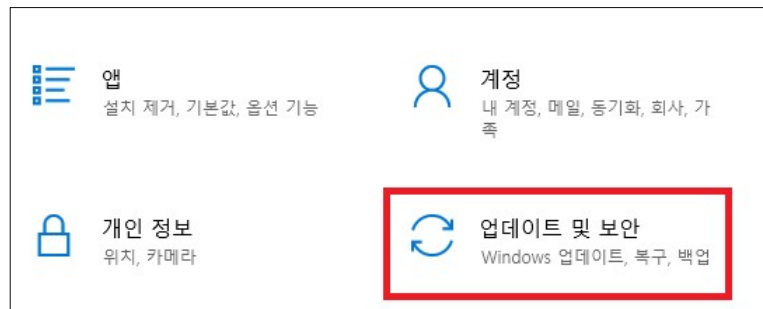 앱
설치 제거, 기본값, 옵션 기능
계정
내 계정, 메일, 동기화, 회사, 가
족
개인 정보
위치, 카메라
업데이트 및 보안
Windows 업데이트, 복구, 백업